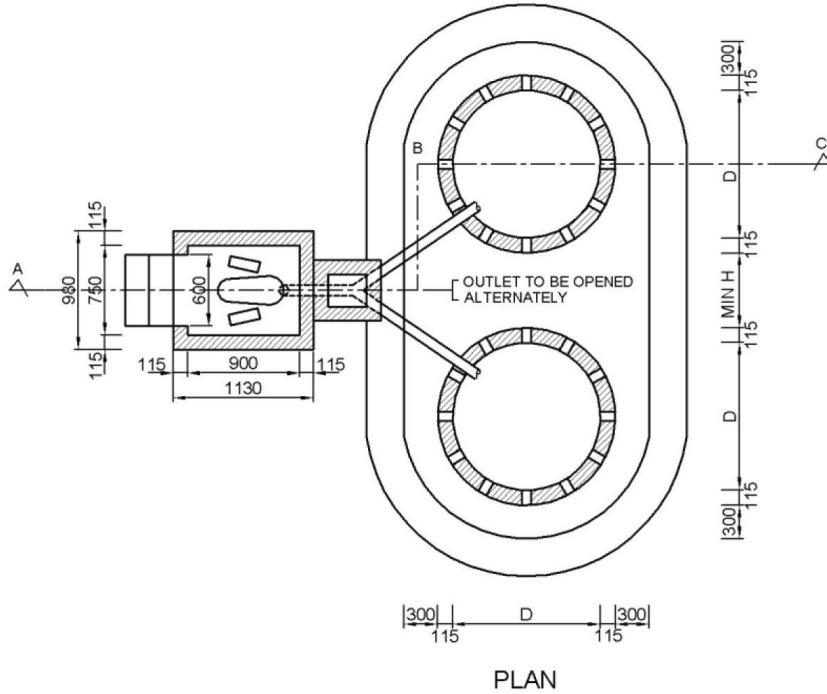 300
115
B
C
D
115
115
A
980
750
600
OUTLET TO BE OPENED
ALTERNATELY
MIN H
115
115
115
900
115
1130
D
115
300
300
D
300
115
115
PLAN